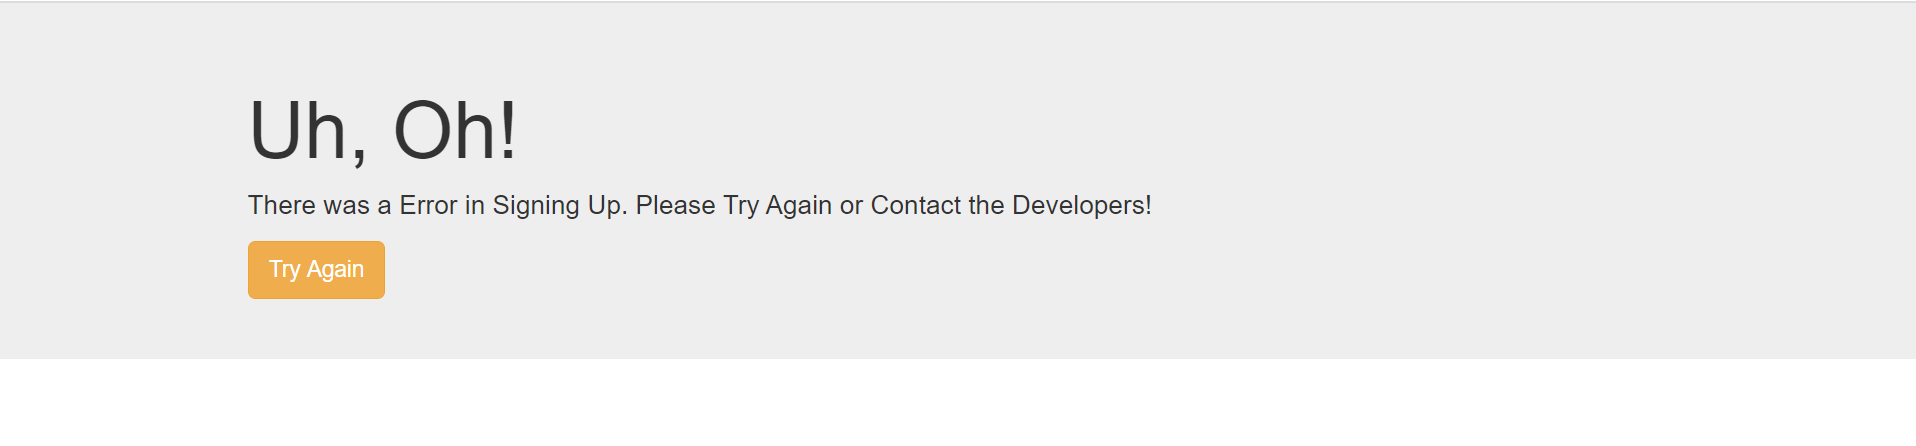 Uh, Oh!
There was a Error in Signing Up. Please Try Again or Contact the Developers!
Try Again